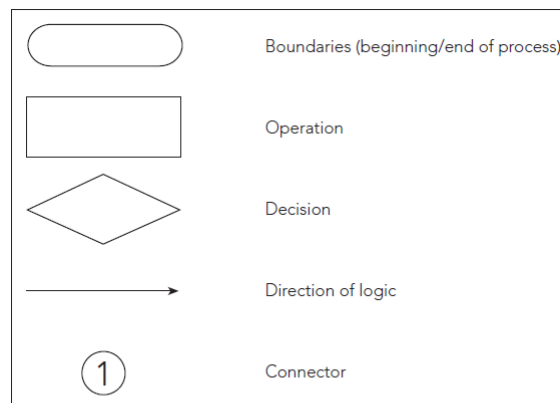 Boundaries (beginning/end of process)
Operation
Decision
Direction of logic
1
Connector